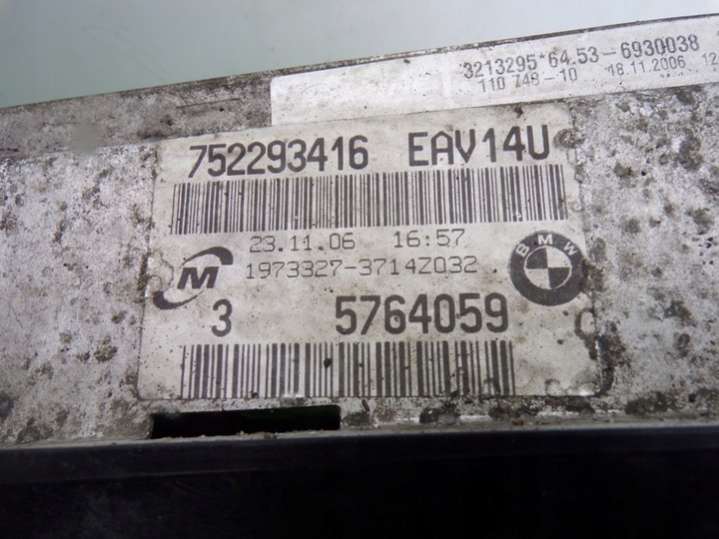 3213295*64.53-6930038
110 748-10 18.11.2006 12
752293416 EAV14U
23.11.06 16:57
1973327-3714Z032
M
BMW
3 5764059